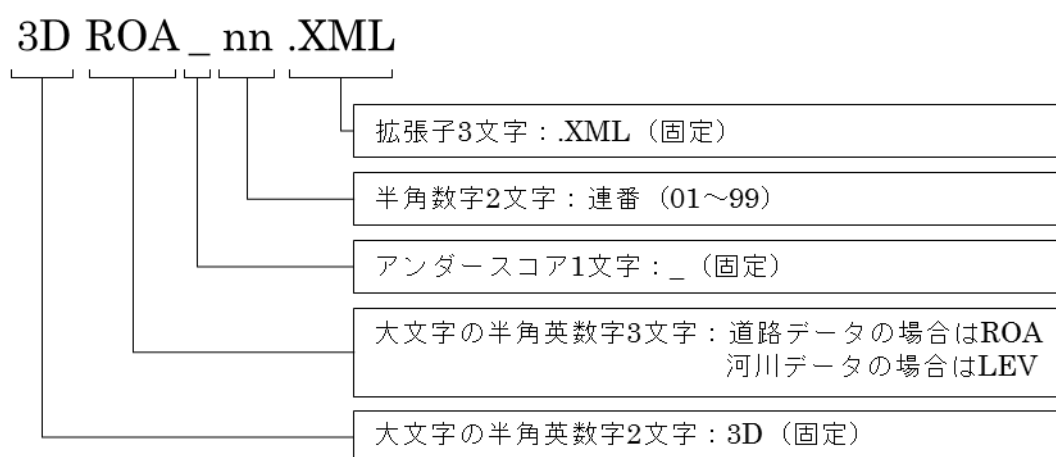 3D ROA _ nn .XML
拡張子3文字：.XML（固定）
半角数字2文字：連番（01～99）
アンダースコア1文字：_（固定）
大文字の半角英数字3文字：道路データの場合はROA
河川データの場合はLEV
大文字の半角英数字2文字：3D（固定）